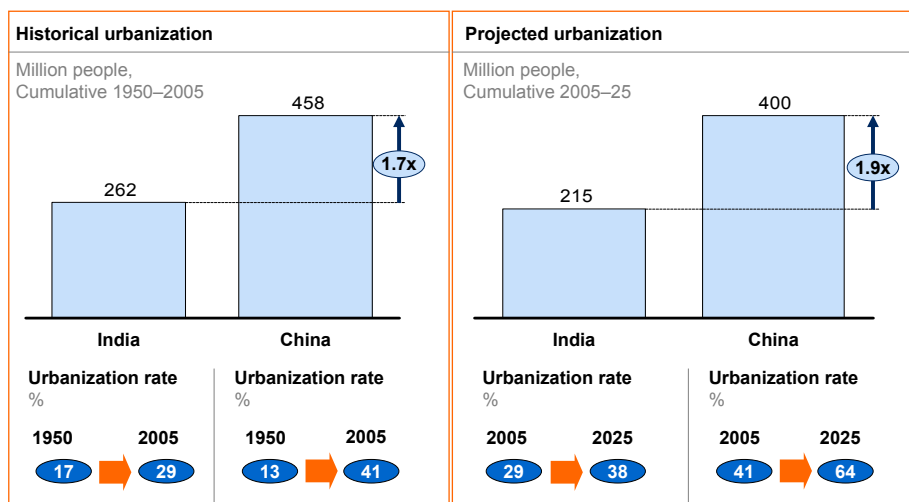 Historical urbanization
Million people,
Cumulative 1950–2005
458
1.7x
262
India
China
Urbanization rate
%
1950
2005
17
29
Urbanization rate
%
1950
2005
13
41
Projected urbanization
Million people,
Cumulative 2005–25
400
1.9x
215
India
China
Urbanization rate
%
2005
2025
29
38
Urbanization rate
%
2005
2025
41
64